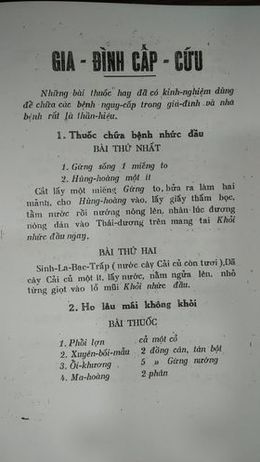 GIA - ĐÌNH CẤP - CỨU
Những bài thuốc hay đã có kinh-nghiệm dùng
để chữa các bệnh nguy-cấp trong gia-đình và nhà
bệnh rất là thần-hiệu.
1. Thuốc chữa bệnh nhức đầu
BÀI THỨ NHẤT
1. Gừng sống 1 miếng to
2. Hùng-hoàng một ít
Cắt lấy một miếng Gừng to, bửa ra làm hai
mảnh, cho Hùng-hoàng vào, lấy giấy thấm bọc,
tẩm nước rồi nướng nóng lên, nhân lúc đương
nóng dán vào Thái-dương trên mang tai Khỏi
nhức đầu ngay.
BÀI THỨ HAI
Sinh-La-Bạc-Trấp (nước cây Cải củ còn tươi), Dã
cây Cải củ một ít, lấy nước, nằm ngửa lên, nhỏ
từng giọt vào lỗ mũi Khỏi nhức đầu.
2. Ho lâu mãi không khỏi
BÀI THUỐC
1. Phổi lợn cả một cỗ
2. Xuyên-bối-mẫu 2 đồng cân, tán bột
3. Ôi-khương 5 » Gừng nướng
4. Ma-hoàng 2 phân